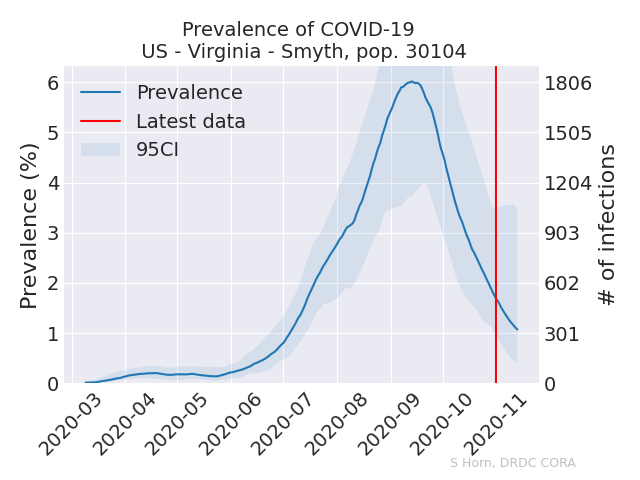 Prevalence of COVID-19
US - Virginia - Smyth, pop. 30104
Prevalence
Latest data
95CI
Prevalence (%)
6
5
4
3
2
1
0
1806
1505
1204
903
602
301
0
# of infections
2020-03
2020-04
2020-05
2020-06
2020-07
2020-08
2020-09
2020-10
2020-11
S Horn, DRDC CORA